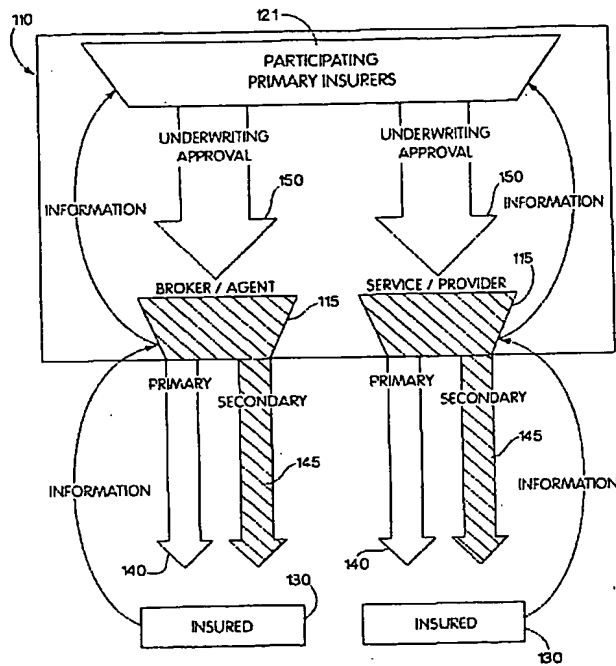 110
121
PARTICIPATING
PRIMARY INSURERS
UNDERWRITING
APPROVAL
UNDERWRITING
APPROVAL
150
150
INFORMATION
INFORMATION
BROKER / AGENT
115
SERVICE / PROVIDER
115
PRIMARY
SECONDARY
PRIMARY
SECONDARY
145
145
INFORMATION
INFORMATION
140
140
130
INSURED
INSURED
130